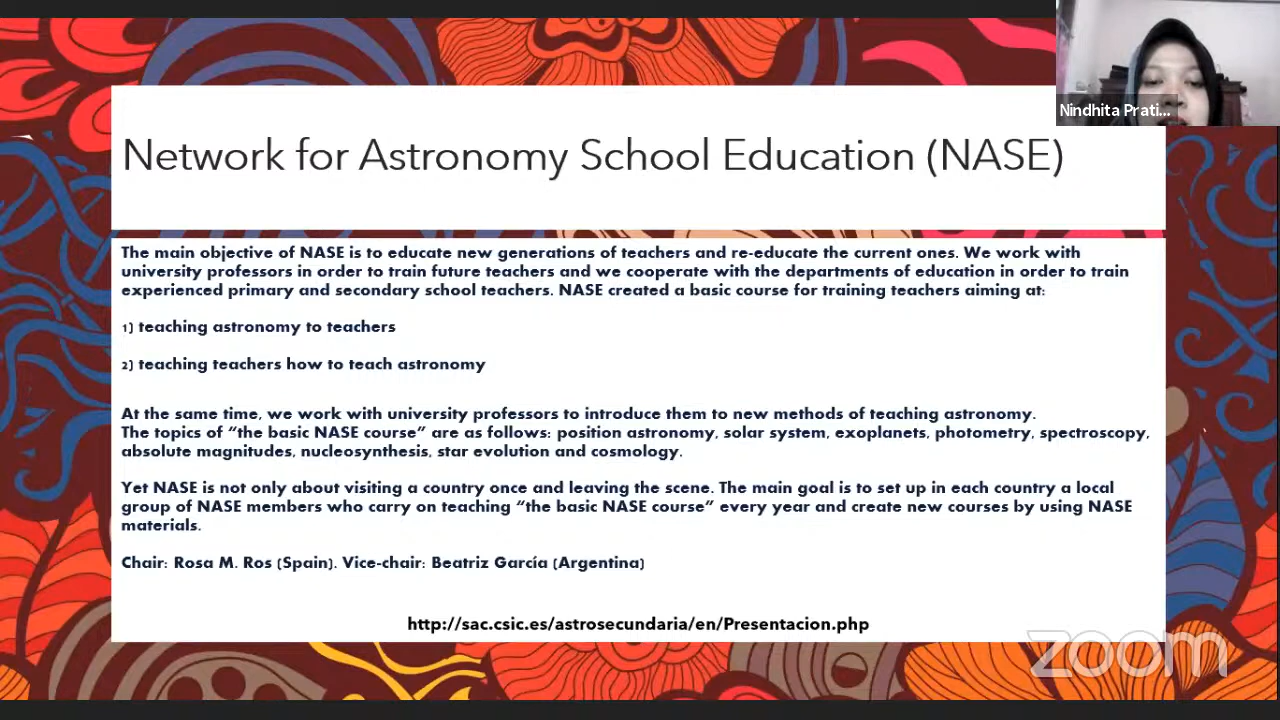 Nindhita Prati...
Network for Astronomy School Education (NASE)
The main objective of NASE is to educate new generations of teachers and re-educate the current ones. We work with
university professors in order to train future teachers and we cooperate with the departments of education in order to train
experienced primary and secondary school teachers. NASE created a basic course for training teachers aiming at:
1) teaching astronomy to teachers
2) teaching teachers how to teach astronomy
At the same time, we work with university professors to introduce them to new methods of teaching astronomy.
The topics of “the basic NASE course” are as follows: position astronomy, solar system, exoplanets, photometry, spectroscopy,
absolute magnitudes, nucleosynthesis, star evolution and cosmology.
Yet NASE is not only about visiting a country once and leaving the scene. The main goal is to set up in each country a local
group of NASE members who carry on teaching “the basic NASE course” every year and create new courses by using NASE
materials.
Chair: Rosa M. Ros (Spain). Vice-chair: Beatriz García (Argentina)
http://sac.csic.es/astrosecundaria/en/Presentacion.php
zoom